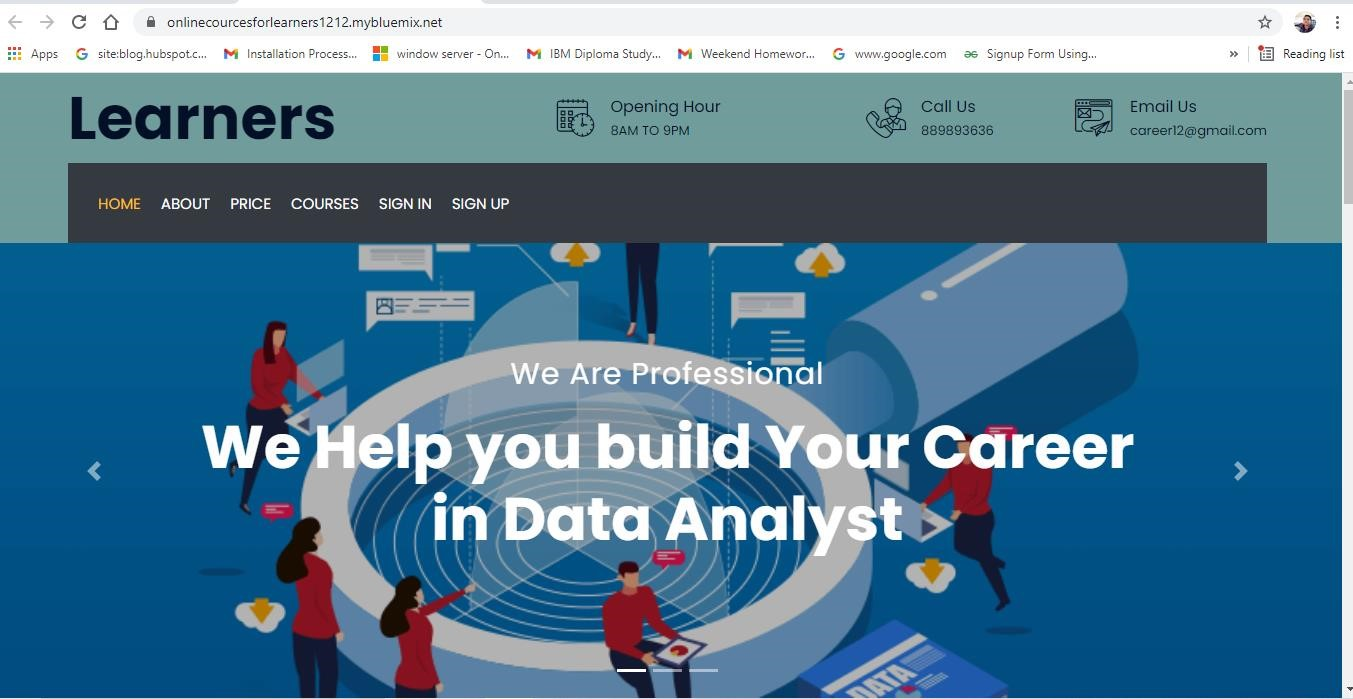 onlinecourcesforlearners1212.mybluemix.net
Apps site:blog.hubspot.c... Installation Process... window server - On... IBM Diploma Study... Weekend Homewor... www.google.com Signup Form Using... » Reading list
Learners
Opening Hour
8AM TO 9PM
Call Us
889893636
Email Us
career12@gmail.com
HOME ABOUT PRICE COURSES SIGN IN SIGN UP
We Are Professional
We Help you build Your Career
in Data Analyst
DATA